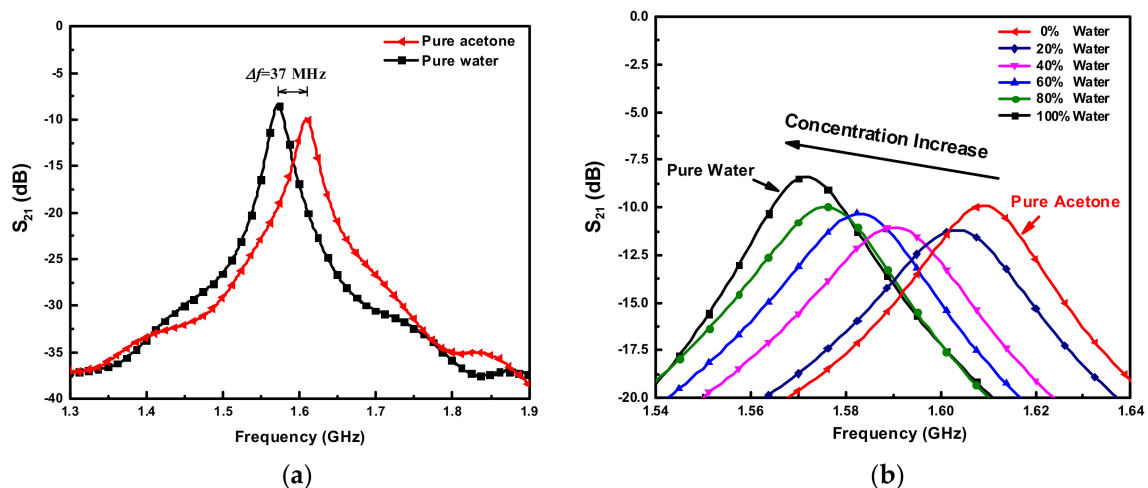 (a)
0
-5
-10
-15
-20
-25
-30
-35
-40
S21 (dB)
1.3 1.4 1.5 1.6 1.7 1.8 1.9
Frequency (GHz)
Pure acetone
Pure water
Δf=37 MHz
(b)
0.0
-2.5
-5.0
-7.5
-10.0
-12.5
-15.0
-17.5
-20.0
S21 (dB)
1.54 1.56 1.58 1.60 1.62 1.64
Frequency (GHz)
0% Water
20% Water
40% Water
60% Water
80% Water
100% Water
Concentration Increase
Pure Water
Pure Acetone